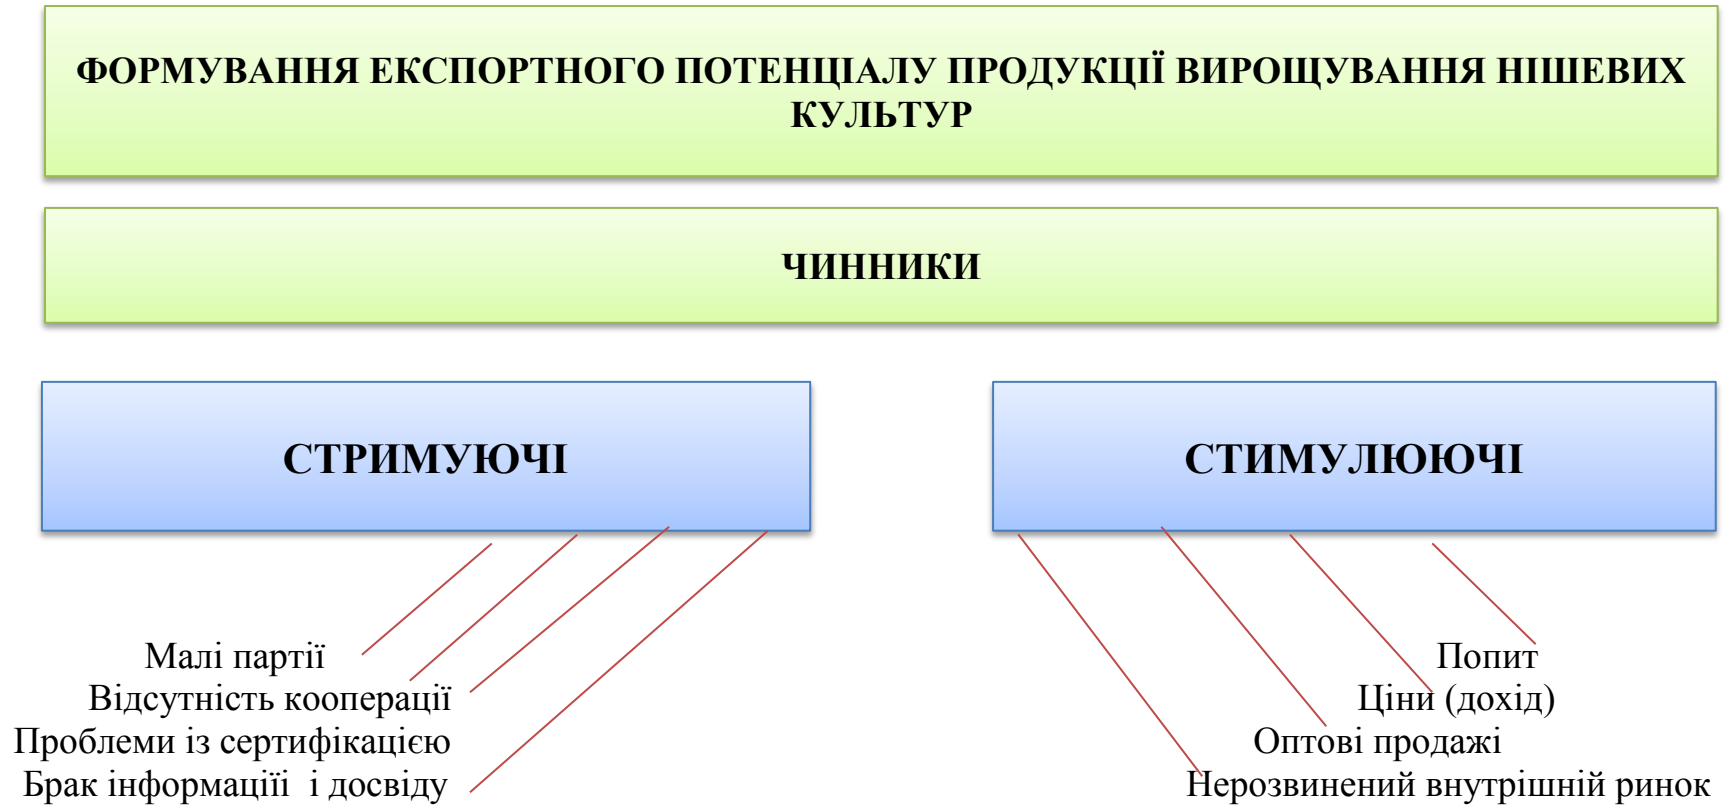 ФОРМУВАННЯ ЕКСПОРТНОГО ПОТЕНЦІАЛУ ПРОДУКЦІЇ ВИРОЩУВАННЯ НІШЕВИХ
КУЛЬТУР
ЧИННИКИ
СТРИМУЮЧІ
СТИМУЛЮЮЧІ
Малі партії
Відсутність кооперації
Проблеми із сертифікацією
Брак інформаціїі і досвіду
Попит
Ціни (дохід)
Оптові продажі
Нерозвинений внутрішній ринок